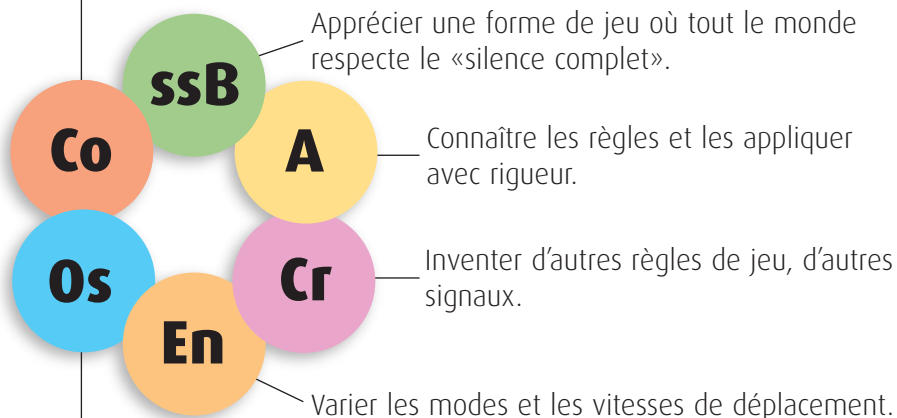 Apprécier une forme de jeu où tout le monde
respecte le «silence complet».
ssB
Co
A
Connaître les règles et les appliquer
avec rigueur.
Os
Cr
Inventer d’autres règles de jeu, d’autres
signaux.
En
Varier les modes et les vitesses de déplacement.